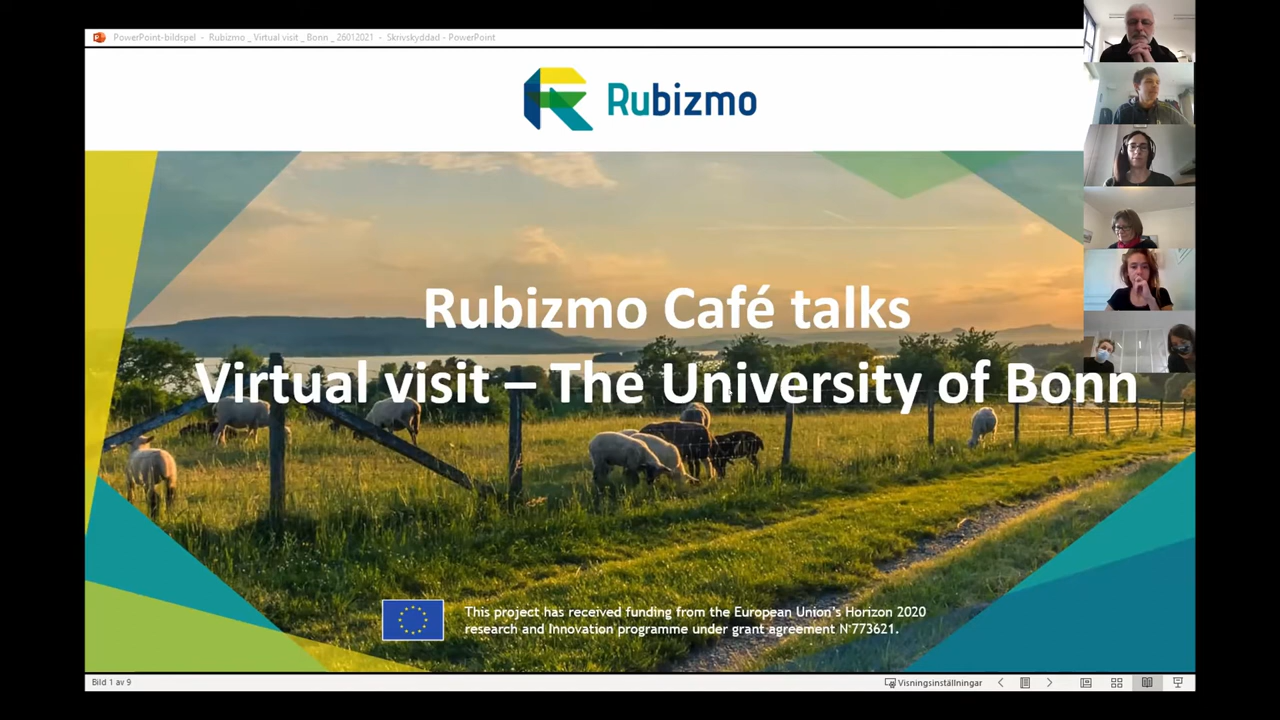 PowerPoint-bildspel - Rubizmo _ Virtual visit _ Bonn _ 26012021 - Skrivskyddad - PowerPoint
Rubizmo
Rubizmo Café talks
Virtual visit – The University of Bonn
This project has received funding from the European Union's Horizon 2020
research and Innovation programme under grant agreement N°773621.
Bild 1 av 9
Visningsinställningar